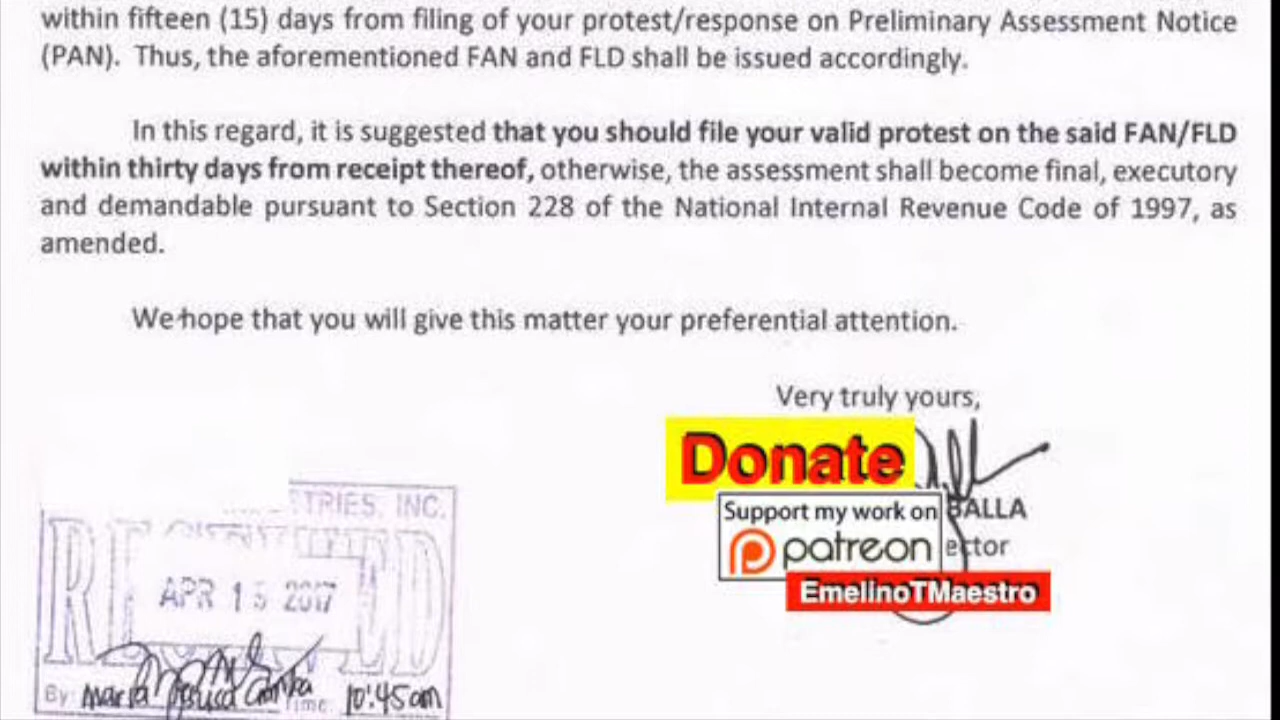 within fifteen (15) days from filing of your protest/response on Preliminary Assessment Notice
(PAN). Thus, the aforementioned FAN and FLD shall be issued accordingly.
In this regard, it is suggested that you should file your valid protest on the said FAN/FLD
within thirty days from receipt thereof, otherwise, the assessment shall become final, executory
and demandable pursuant to Section 228 of the National Internal Revenue Code of 1997, as
amended.
We hope that you will give this matter your preferential attention.
Very truly yours,
Donate
Support my work on BALLA
patreon ector
EmelinoTMaestro
TRIES, INC.
RECEIVED
APR 15 2017
By: Maria
Time: 10:45am